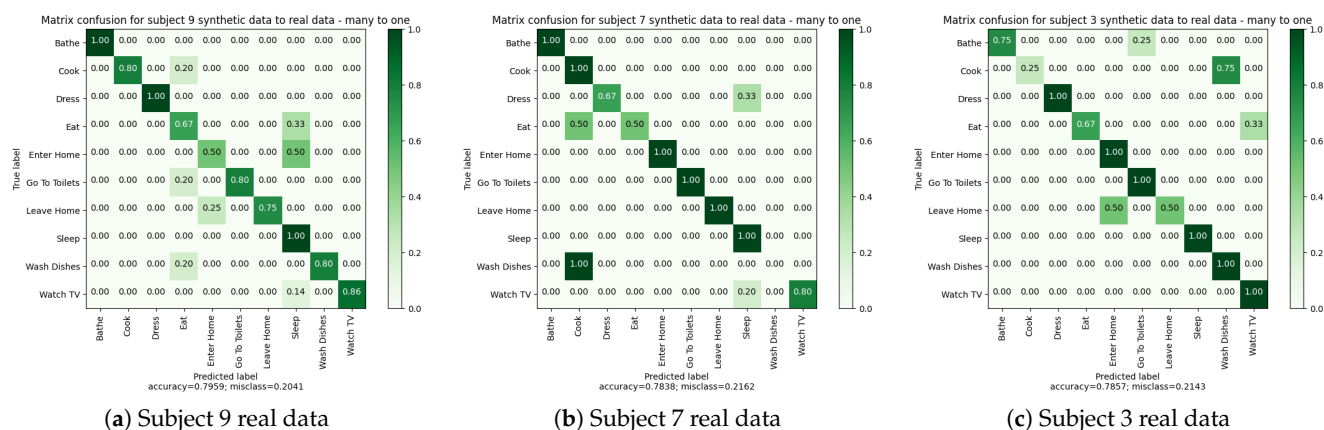 Matrix confusion for subject 9 synthetic data to real data - many to one
True label
Bathe 1.00 0.00 0.00 0.00 0.00 0.00 0.00 0.00 0.00 0.00
Cook 0.00 0.80 0.00 0.20 0.00 0.00 0.00 0.00 0.00 0.00
Dress 0.00 0.00 1.00 0.00 0.00 0.00 0.00 0.00 0.00 0.00
Eat 0.00 0.00 0.00 0.67 0.00 0.00 0.00 0.33 0.00 0.00
Enter Home 0.00 0.00 0.00 0.00 0.50 0.00 0.00 0.50 0.00 0.00
Go To Toilets 0.00 0.00 0.00 0.20 0.00 0.80 0.00 0.00 0.00 0.00
Leave Home 0.00 0.00 0.00 0.00 0.25 0.00 0.75 0.00 0.00 0.00
Sleep 0.00 0.00 0.00 0.00 0.00 0.00 0.00 1.00 0.00 0.00
Wash Dishes 0.00 0.00 0.00 0.20 0.00 0.00 0.00 0.00 0.80 0.00
Watch TV 0.00 0.00 0.00 0.00 0.00 0.00 0.00 0.14 0.00 0.86
Bathe Cook Dress Eat Enter Home Go To Toilets Leave Home Sleep Wash Dishes Watch TV
1.0
0.8
0.6
0.4
0.2
0.0
Predicted label
accuracy=0.7959; misclass=0.2041
(a) Subject 9 real data
Matrix confusion for subject 7 synthetic data to real data - many to one
True label
Bathe 1.00 0.00 0.00 0.00 0.00 0.00 0.00 0.00 0.00 0.00
Cook 0.00 1.00 0.00 0.00 0.00 0.00 0.00 0.00 0.00 0.00
Dress 0.00 0.00 0.67 0.00 0.00 0.00 0.00 0.33 0.00 0.00
Eat 0.00 0.50 0.00 0.50 0.00 0.00 0.00 0.00 0.00 0.00
Enter Home 0.00 0.00 0.00 0.00 1.00 0.00 0.00 0.00 0.00 0.00
Go To Toilets 0.00 0.00 0.00 0.00 0.00 1.00 0.00 0.00 0.00 0.00
Leave Home 0.00 0.00 0.00 0.00 0.00 0.00 1.00 0.00 0.00 0.00
Sleep 0.00 0.00 0.00 0.00 0.00 0.00 0.00 1.00 0.00 0.00
Wash Dishes 0.00 1.00 0.00 0.00 0.00 0.00 0.00 0.00 0.00 0.00
Watch TV 0.00 0.00 0.00 0.00 0.00 0.00 0.00 0.20 0.00 0.80
Bathe Cook Dress Eat Enter Home Go To Toilets Leave Home Sleep Wash Dishes Watch TV
1.0
0.8
0.6
0.4
0.2
0.0
Predicted label
accuracy=0.7838; misclass=0.2162
(b) Subject 7 real data
Matrix confusion for subject 3 synthetic data to real data - many to one
True label
Bathe 0.75 0.00 0.00 0.00 0.00 0.25 0.00 0.00 0.00 0.00
Cook 0.00 0.25 0.00 0.00 0.00 0.00 0.00 0.00 0.75 0.00
Dress 0.00 0.00 1.00 0.00 0.00 0.00 0.00 0.00 0.00 0.00
Eat 0.00 0.00 0.00 0.67 0.00 0.00 0.00 0.00 0.00 0.33
Enter Home 0.00 0.00 0.00 0.00 1.00 0.00 0.00 0.00 0.00 0.00
Go To Toilets 0.00 0.00 0.00 0.00 0.00 1.00 0.00 0.00 0.00 0.00
Leave Home 0.00 0.00 0.00 0.00 0.50 0.00 0.50 0.00 0.00 0.00
Sleep 0.00 0.00 0.00 0.00 0.00 0.00 0.00 1.00 0.00 0.00
Wash Dishes 0.00 0.00 0.00 0.00 0.00 0.00 0.00 0.00 1.00 0.00
Watch TV 0.00 0.00 0.00 0.00 0.00 0.00 0.00 0.00 0.00 1.00
Bathe Cook Dress Eat Enter Home Go To Toilets Leave Home Sleep Wash Dishes Watch TV
1.0
0.8
0.6
0.4
0.2
0.0
Predicted label
accuracy=0.7857; misclass=0.2143
(c) Subject 3 real data